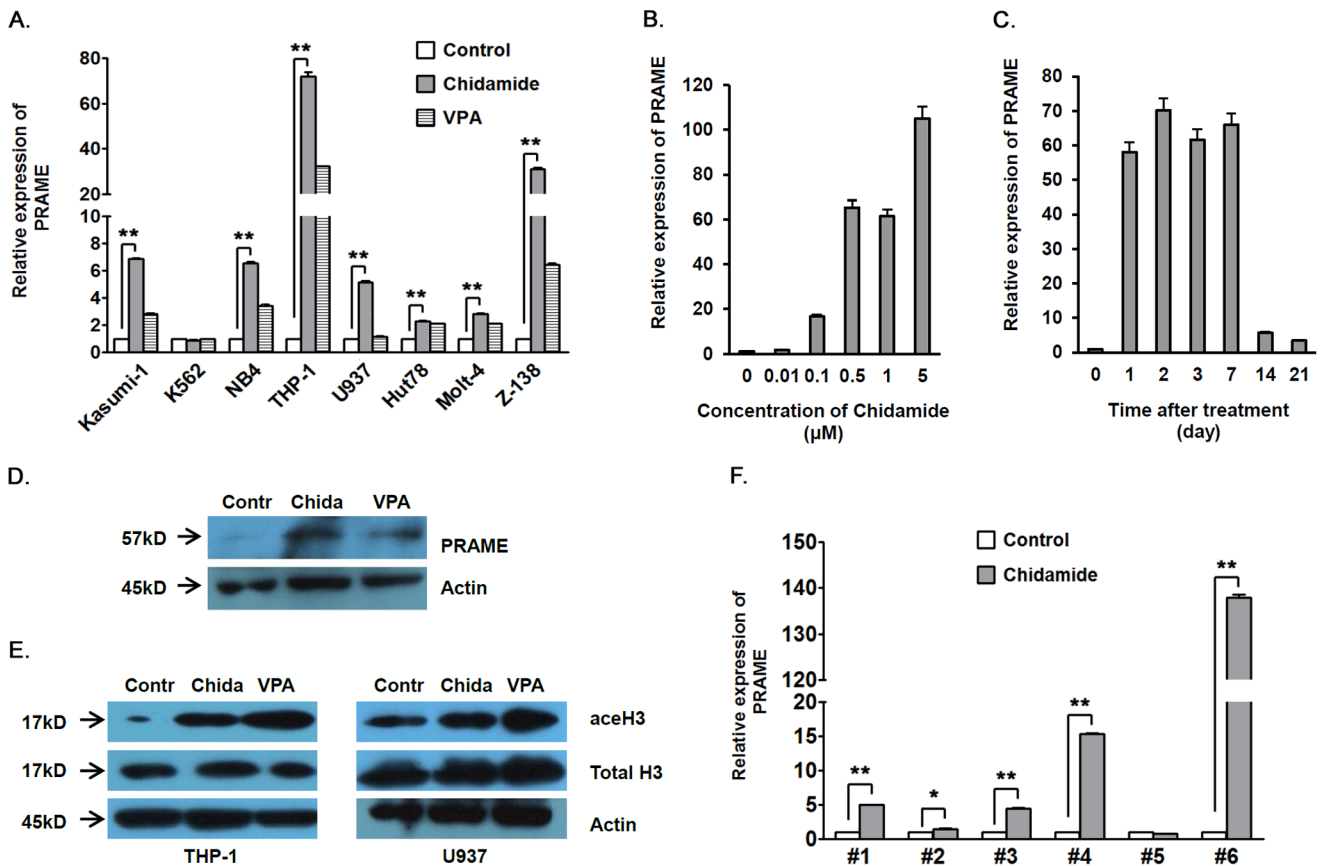 A.
Relative expression of
PRAME
80
60
40
20
8
6
4
2
0
**
**
**
**
**
**
**
Control
Chidamide
VPA
Kasumi-1
K562
NB4
THP-1
U937
Hut78
Molt-4
Z-138
B.
Relative expression of PRAME
120
100
80
60
40
20
0
0 0.01 0.1 0.5 1 5
Concentration of Chidamide
(µM)
C.
Relative expression of PRAME
80
70
60
50
40
30
20
10
0
0 1 2 3 7 14 21
Time after treatment
(day)
D.
Contr Chida VPA
57kD PRAME
45kD Actin
E.
Contr Chida VPA
Contr Chida VPA
17kD aceH3
17kD Total H3
45kD Actin
THP-1 U937
F.
Relative expression of
PRAME
150
140
130
120
20
15
10
5
0
Control
Chidamide
**
*
**
**
**
#1 #2 #3 #4 #5 #6